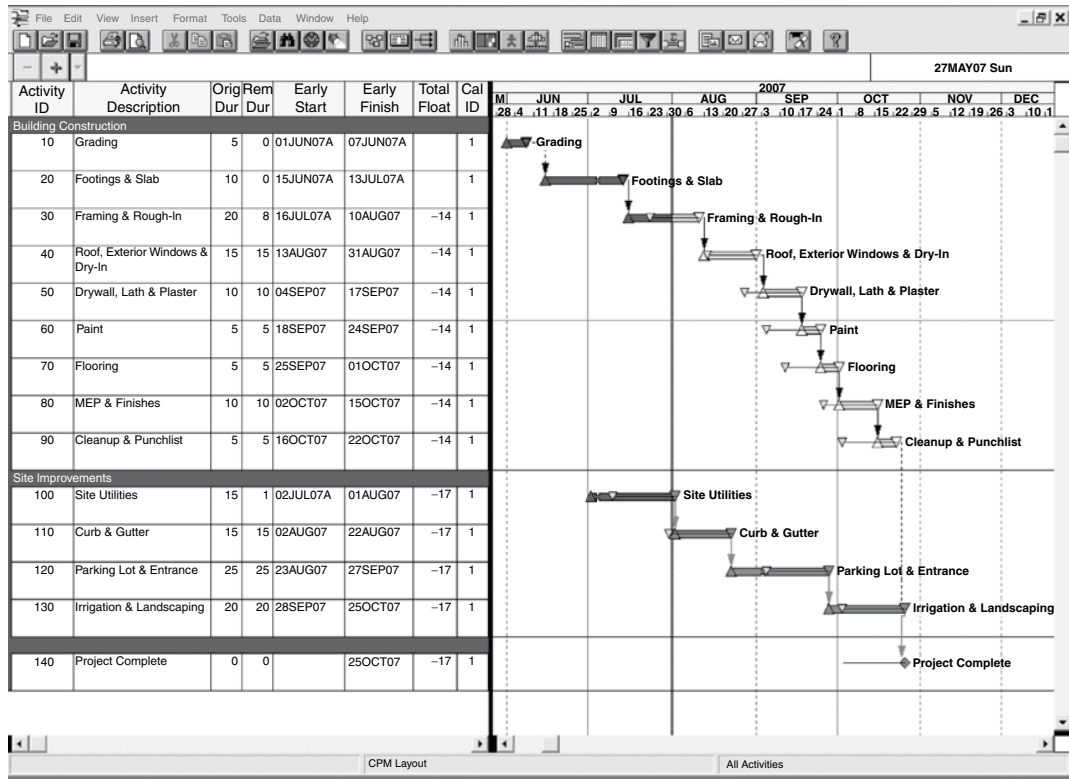 File Edit View Insert Format Tools Data Window Help
27MAY07 Sun
Activity ID Activity Description Orig Dur Rem Dur Early Start Early Finish Total Float Cal ID
2007
M JUN JUL AUG SEP OCT NOV DEC
28 4 11 18 25 2 9 16 23 30 6 13 20 27 3 10 17 24 1 8 15 22 29 5 12 19 26 3 10 1
Building Construction
10 Grading 5 0 01JUN07A 07JUN07A 1
Grading
20 Footings & Slab 10 0 15JUN07A 13JUL07A 1
Footings & Slab
30 Framing & Rough-In 20 8 16JUL07A 10AUG07 –14 1
Framing & Rough-In
40 Roof, Exterior Windows & Dry-In 15 15 13AUG07 31AUG07 –14 1
Roof, Exterior Windows & Dry-In
50 Drywall, Lath & Plaster 10 10 04SEP07 17SEP07 –14 1
Drywall, Lath & Plaster
60 Paint 5 5 18SEP07 24SEP07 –14 1
Paint
70 Flooring 5 5 25SEP07 01OCT07 –14 1
Flooring
80 MEP & Finishes 10 10 02OCT07 15OCT07 –14 1
MEP & Finishes
90 Cleanup & Punchlist 5 5 16OCT07 22OCT07 –14 1
Cleanup & Punchlist
Site Improvements
100 Site Utilities 15 1 02JUL07A 01AUG07 –17 1
Site Utilities
110 Curb & Gutter 15 15 02AUG07 22AUG07 –17 1
Curb & Gutter
120 Parking Lot & Entrance 25 25 23AUG07 27SEP07 –17 1
Parking Lot & Entrance
130 Irrigation & Landscaping 20 20 28SEP07 25OCT07 –17 1
Irrigation & Landscaping
140 Project Complete 0 0 25OCT07 –17 1
Project Complete
CPM Layout
All Activities